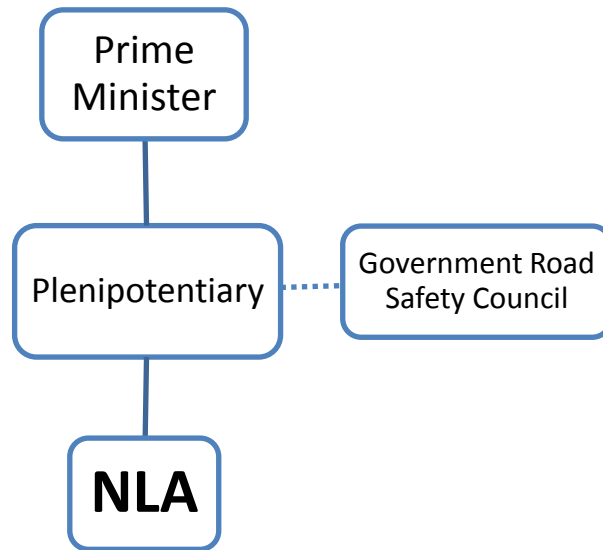 Prime
Minister
Plenipotentiary
Government Road
Safety Council
NLA